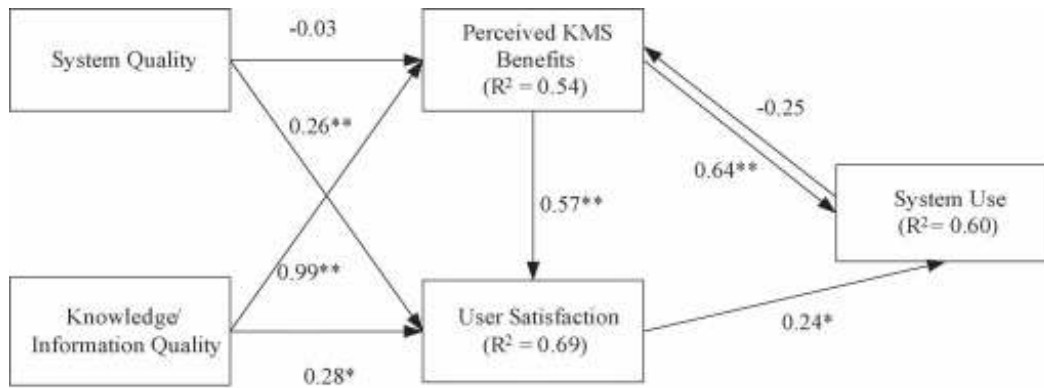 System Quality
-0.03
Perceived KMS
Benefits
(R² = 0.54)
0.26**
-0.25
0.64**
System Use
(R²= 0.60)
0.57**
0.99**
Knowledge/
Information Quality
0.28*
User Satisfaction
(R² = 0.69)
0.24*